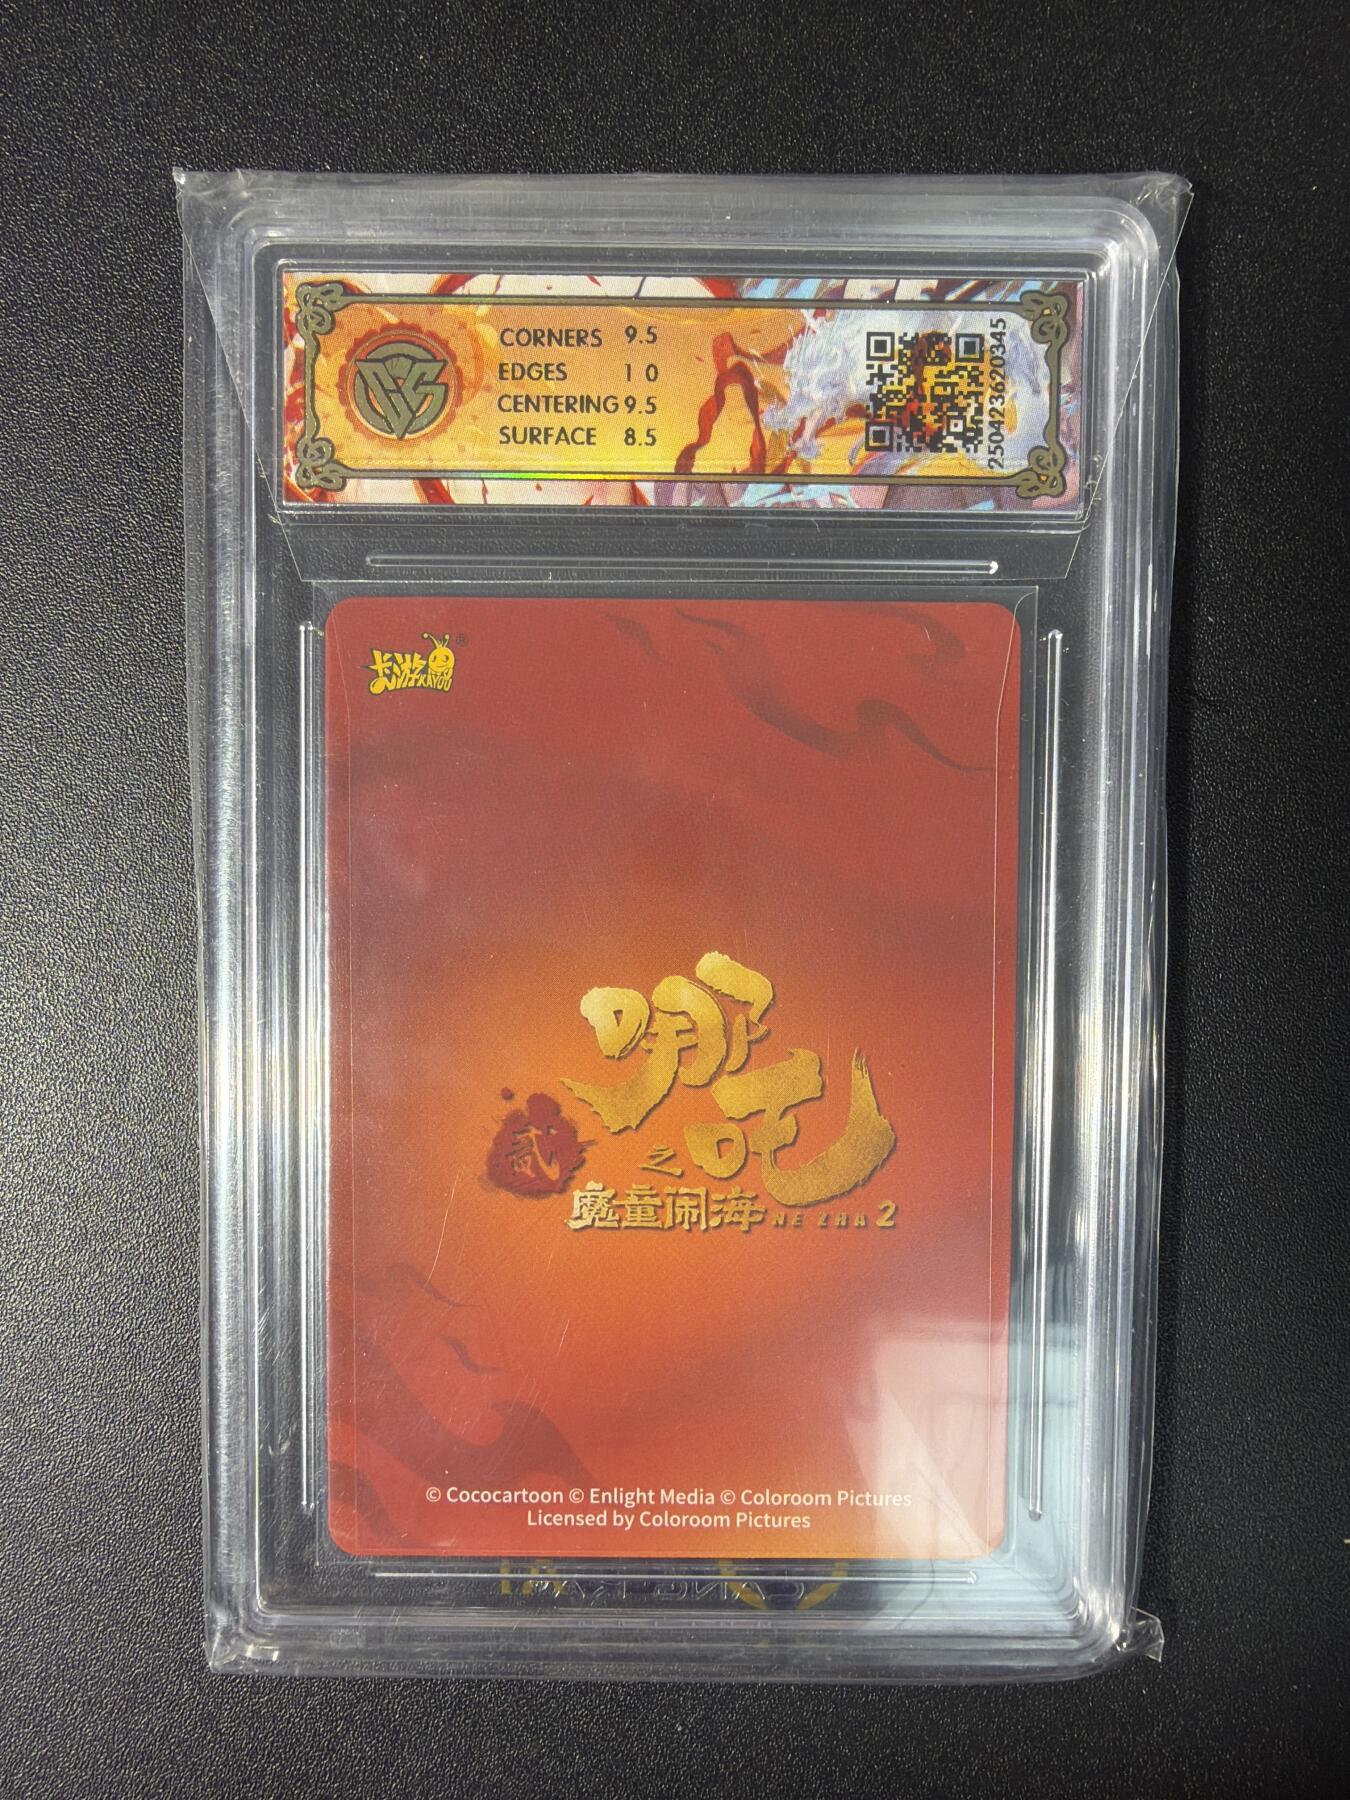 CORNERS 9.5
EDGES 10
CENTERING 9.5
SURFACE 8.5
250423620345
CCS
卡游 KAYOU ®
哪吒
之
贰
魔童闹海 NE ZHA 2
© Cococartoon © Enlight Media © Coloroom Pictures
Licensed by Coloroom Pictures